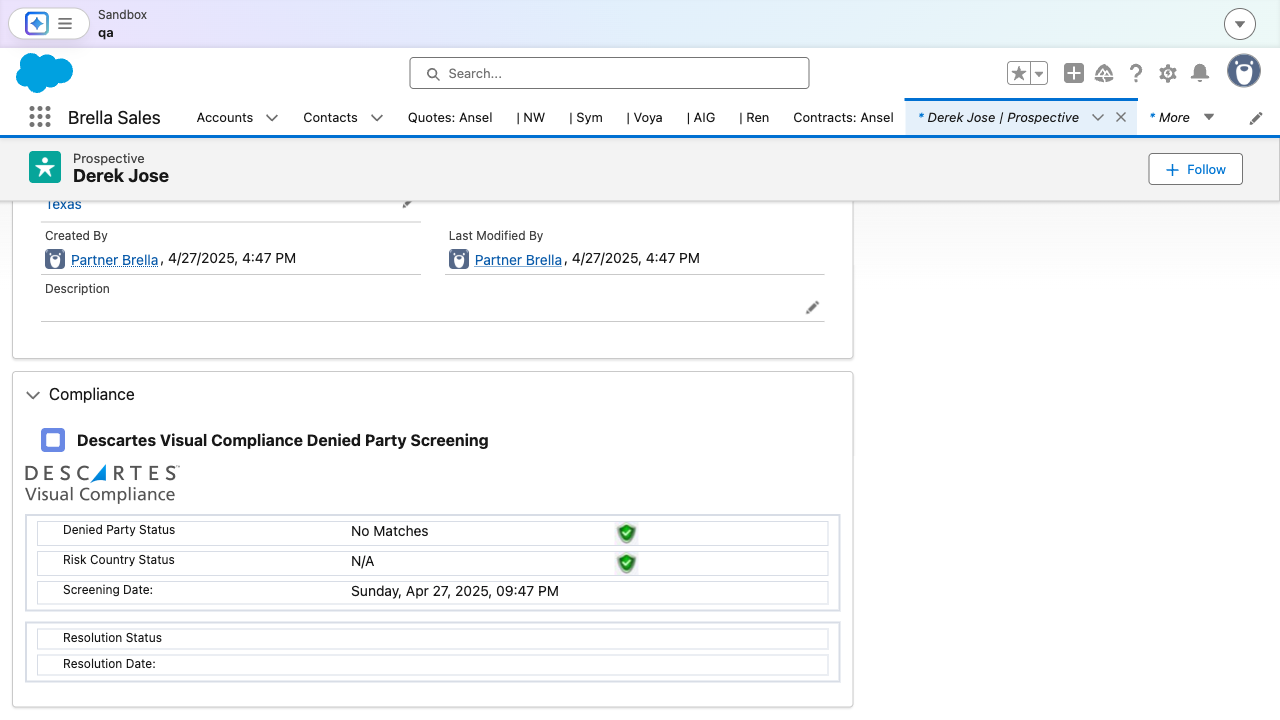 Sandbox
qa
Search...
Brella Sales
Accounts
Contacts
Quotes: Ansel
| NW
| Sym
| Voya
| AIG
| Ren
Contracts: Ansel
* Derek Jose | Prospective
* More
Prospective
Derek Jose
Follow
Texas
Created By
Last Modified By
Partner Brella, 4/27/2025, 4:47 PM
Partner Brella, 4/27/2025, 4:47 PM
Description
Compliance
Descartes Visual Compliance Denied Party Screening
DESCARTES™
Visual Compliance
Denied Party Status No Matches
Risk Country Status N/A
Screening Date: Sunday, Apr 27, 2025, 09:47 PM
Resolution Status
Resolution Date: